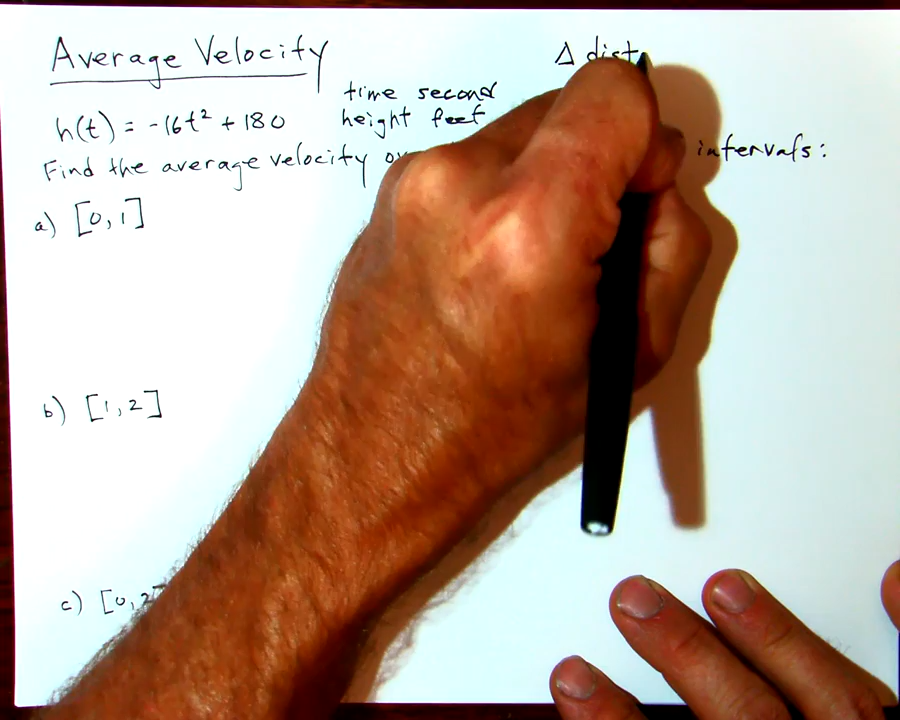 Average Velocity
Δ dist
time second
h(t) = -16t² + 180
height feet
Find the average velocity intervals:
a) [0, 1]
b) [1, 2]
c) [0, 2]